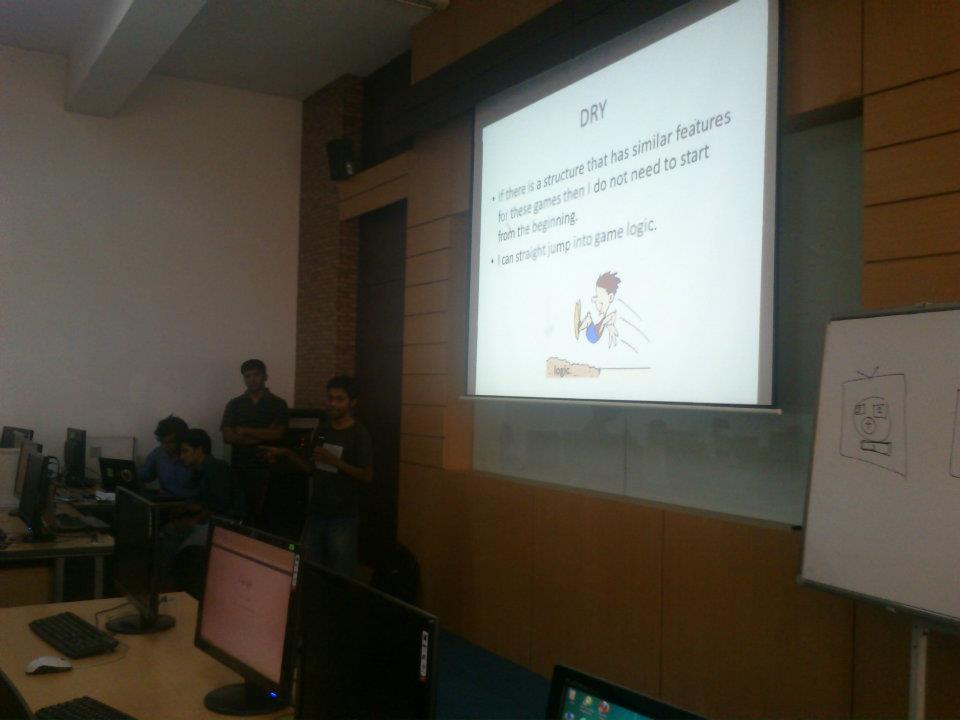 DRY
• If there is a structure that has similar features
for these games then I do not need to start
from the beginning.
• I can straight jump into game logic.
logic
Google